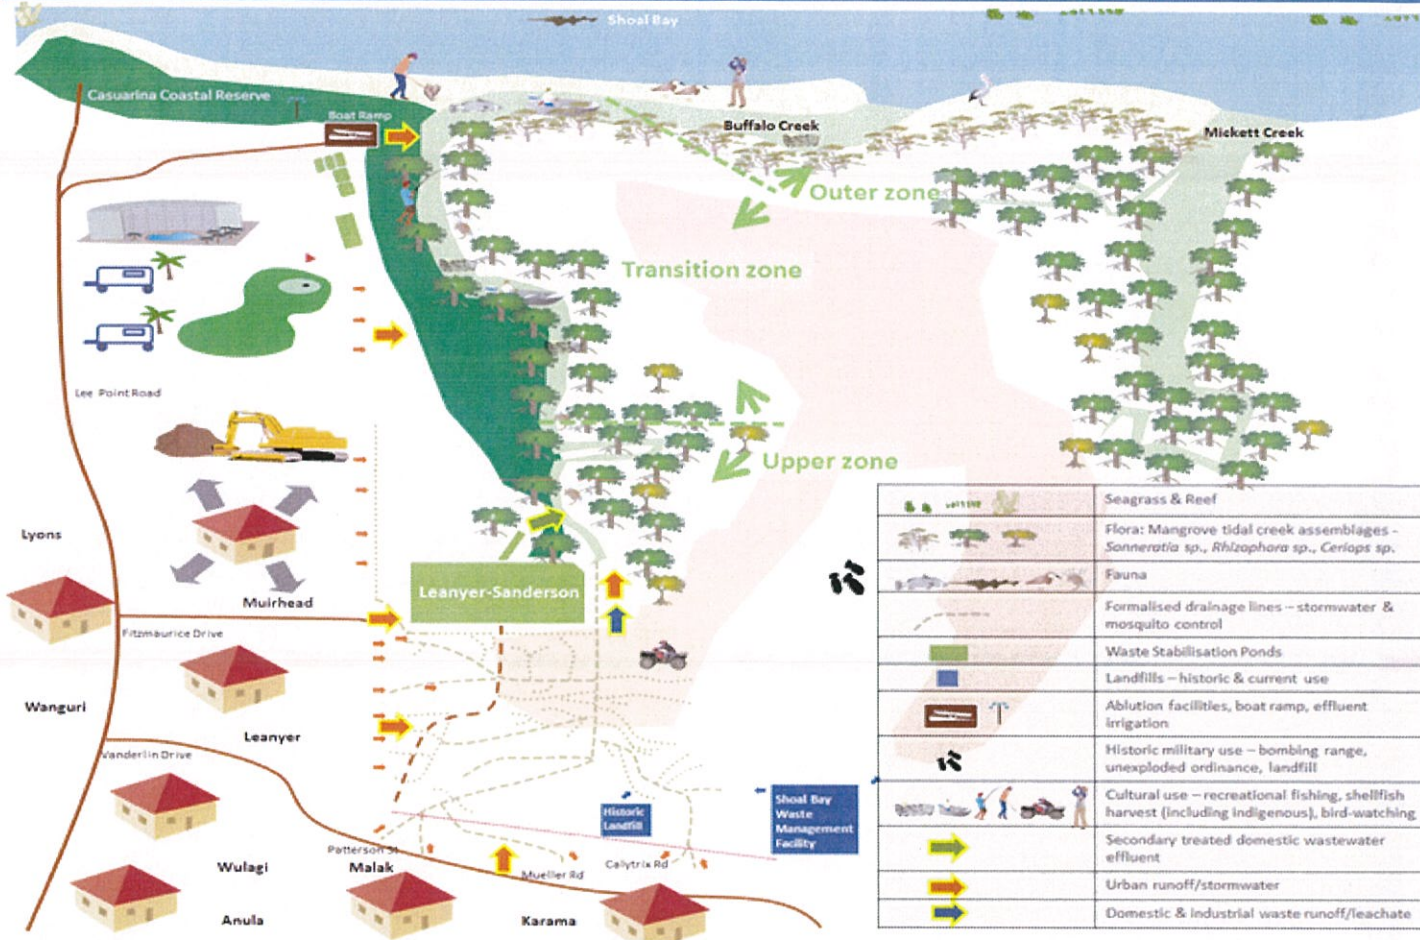 Shoal Bay
Casuarina Coastal Reserve
Boat Ramp
Buffalo Creek
Mickett Creek
Outer zone
Transition zone
Lee Point Road
Upper zone
Lyons
Muirhead
Leanyer-Sanderson
Fitzmaurice Drive
Wanguri
Leanyer
Vanderlin Drive
Historic
Landfill
Shoal Bay
Waste
Management
Facility
Patterson St
Wulagi
Malak
Mueller Rd
Calytrix Rd
Anula
Karama
Seagrass & Reef
Flora: Mangrove tidal creek assemblages -
Sonneratia sp., Rhizophora sp., Ceriops sp.
Fauna
Formalised drainage lines – stormwater &
mosquito control
Waste Stabilisation Ponds
Landfills – historic & current use
Ablution facilities, boat ramp, effluent
irrigation
Historic military use – bombing range,
unexploded ordinance, landfill
Cultural use – recreational fishing, shellfish
harvest (including indigenous), bird-watching
Secondary treated domestic wastewater
effluent
Urban runoff/stormwater
Domestic & industrial waste runoff/leachate